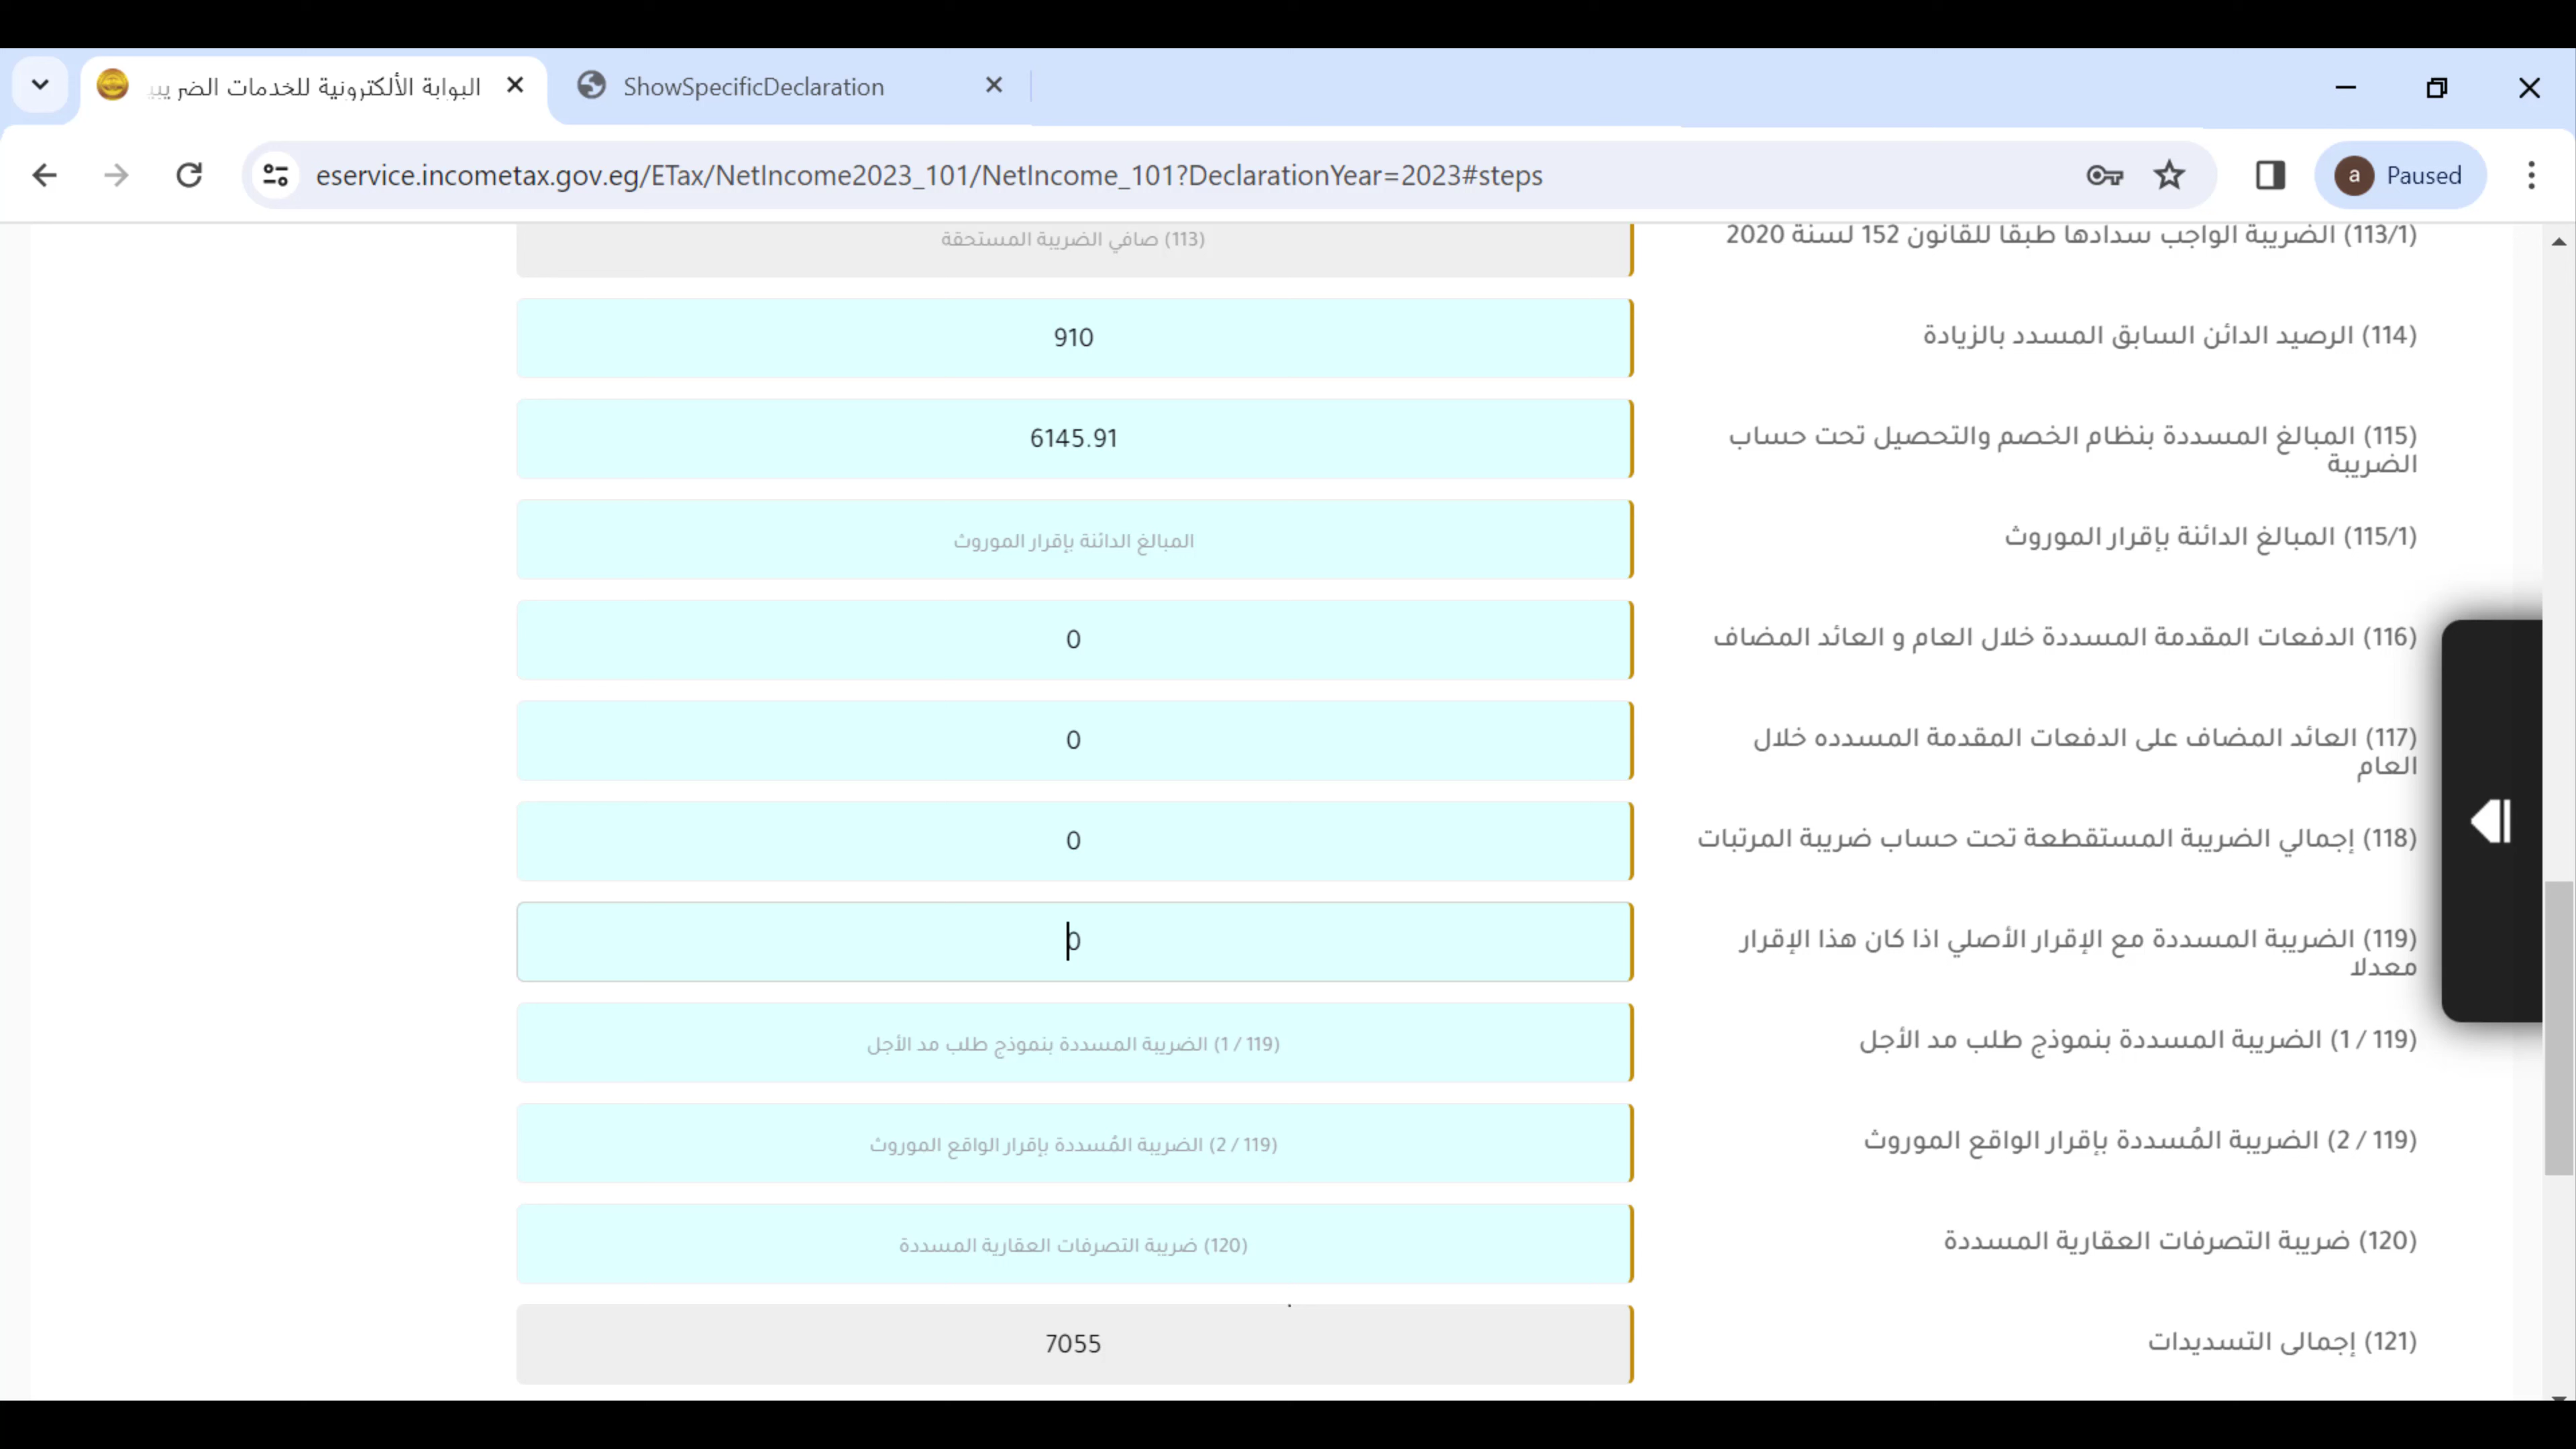 البوابة الألكترونية للخدمات الضريبي
ShowSpecificDeclaration
eservice.incometax.gov.eg/ETax/NetIncome2023_101/NetIncome_101?DeclarationYear=2023#steps
a
Paused
(113/1) الضريبة الواجب سدادها طبقا للقانون 152 لسنة 2020
(113) صافي الضريبة المستحقة
(114) الرصيد الدائن السابق المسدد بالزيادة
910
(115) المبالغ المسددة بنظام الخصم والتحصيل تحت حساب
الضريبة
6145.91
(115/1) المبالغ الدائنة بإقرار الموروث
المبالغ الدائنة بإقرار الموروث
(116) الدفعات المقدمة المسددة خلال العام و العائد المضاف
0
(117) العائد المضاف على الدفعات المقدمة المسدده خلال
العام
0
(118) إجمالي الضريبة المستقطعة تحت حساب ضريبة المرتبات
0
(119) الضريبة المسددة مع الإقرار الأصلي اذا كان هذا الإقرار
معدلا
0
(119 / 1) الضريبة المسددة بنموذج طلب مد الأجل
(119 / 1) الضريبة المسددة بنموذج طلب مد الأجل
(119 / 2) الضريبة المُسددة بإقرار الواقع الموروث
(119 / 2) الضريبة المُسددة بإقرار الواقع الموروث
(120) ضريبة التصرفات العقارية المسددة
(120) ضريبة التصرفات العقارية المسددة
(121) إجمالى التسديدات
7055